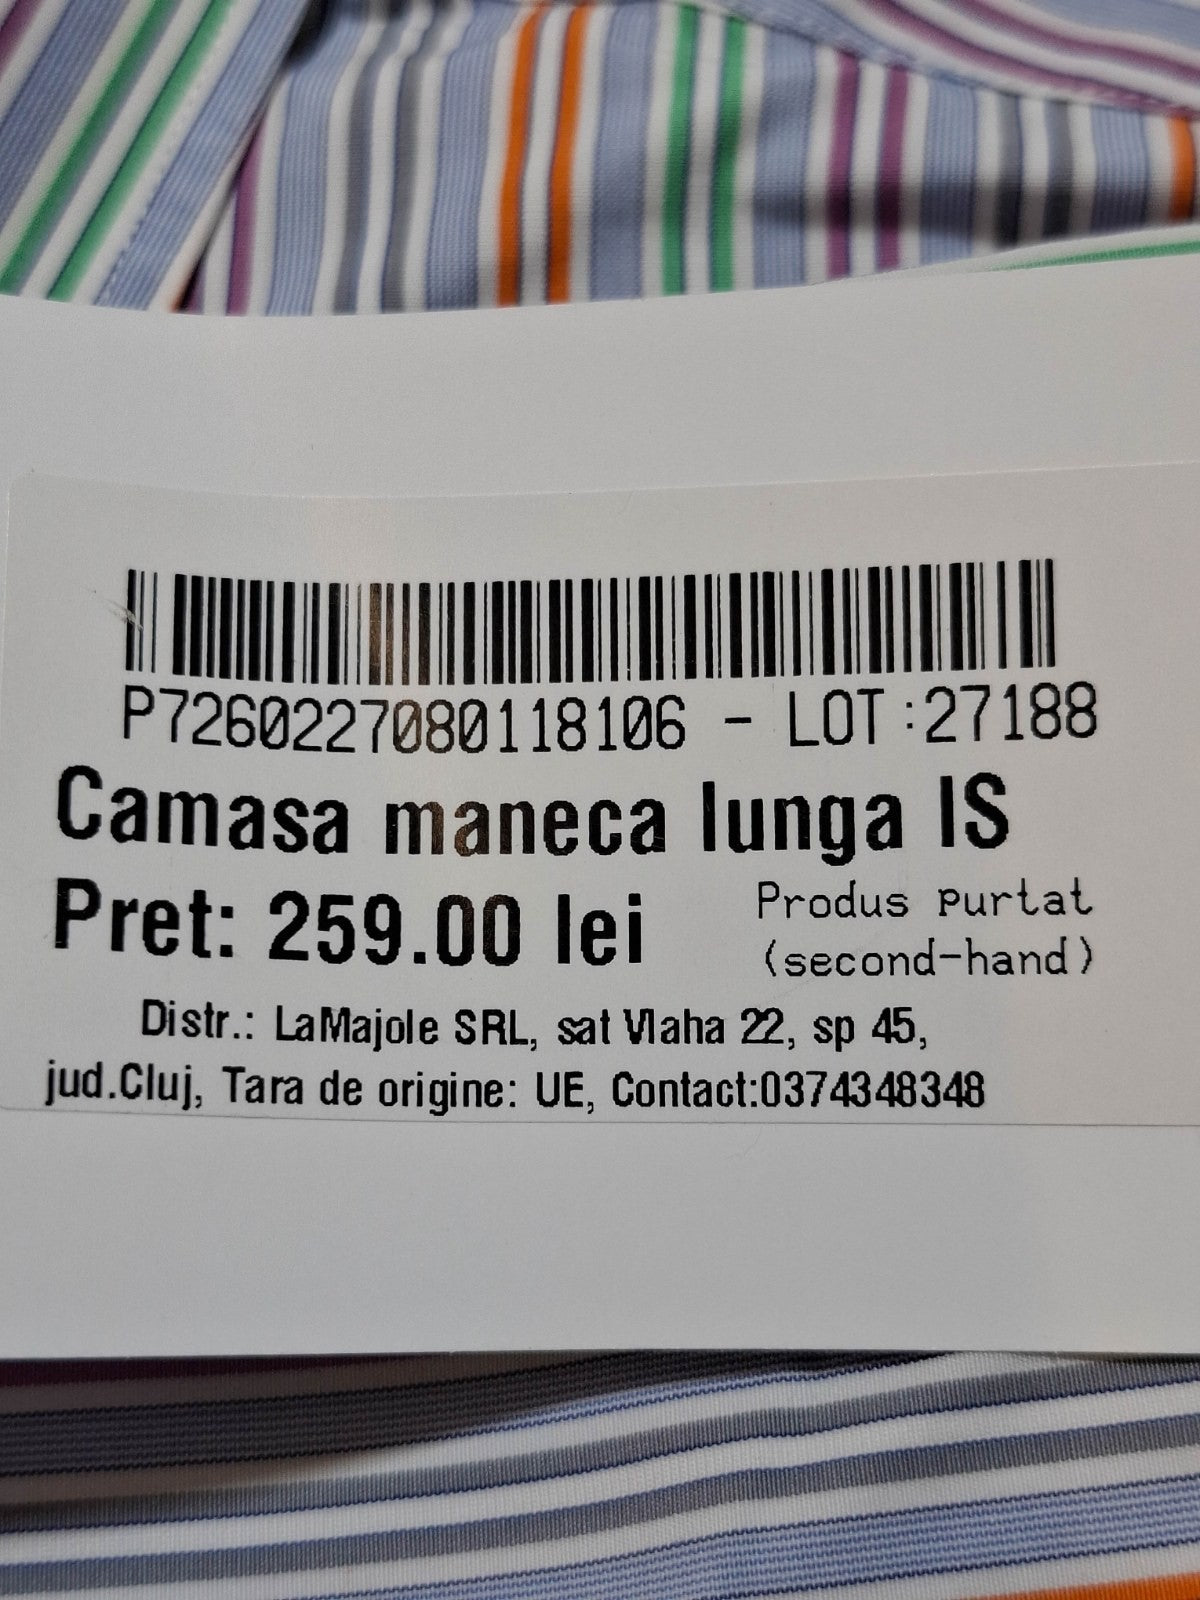 P7260227080118106 - LOT:27188
Camasa maneca lunga IS
Pret: 259.00 lei
Produs purtat
(second-hand)
Distr.: LaMajole SRL, sat Vlaha 22, sp 45,
jud.Cluj, Tara de origine: UE, Contact:0374348348